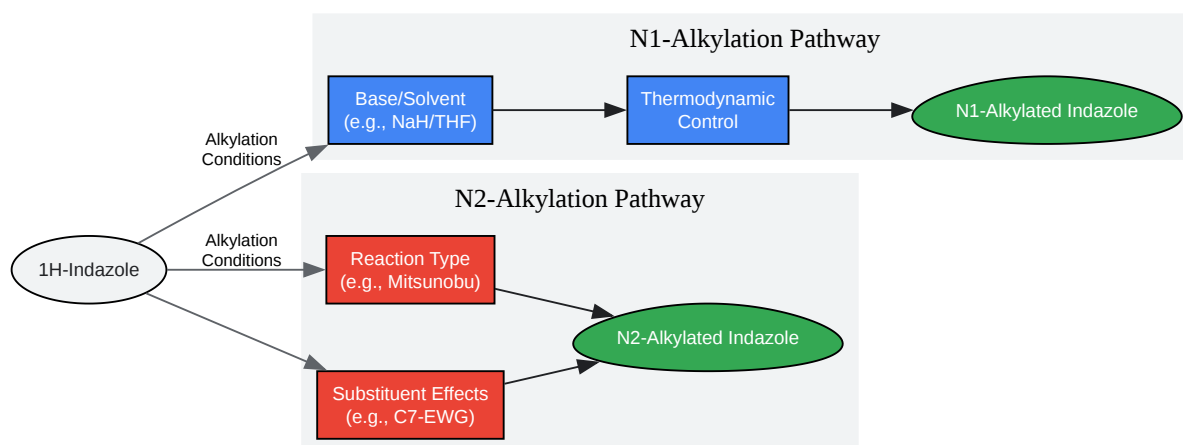 N1-Alkylation Pathway
Base/Solvent
(e.g., NaH/THF)
Thermodynamic
Control
N1-Alkylated Indazole
Alkylation
Conditions
N2-Alkylation Pathway
1H-Indazole
Alkylation
Conditions
Reaction Type
(e.g., Mitsunobu)
N2-Alkylated Indazole
Substituent Effects
(e.g., C7-EWG)